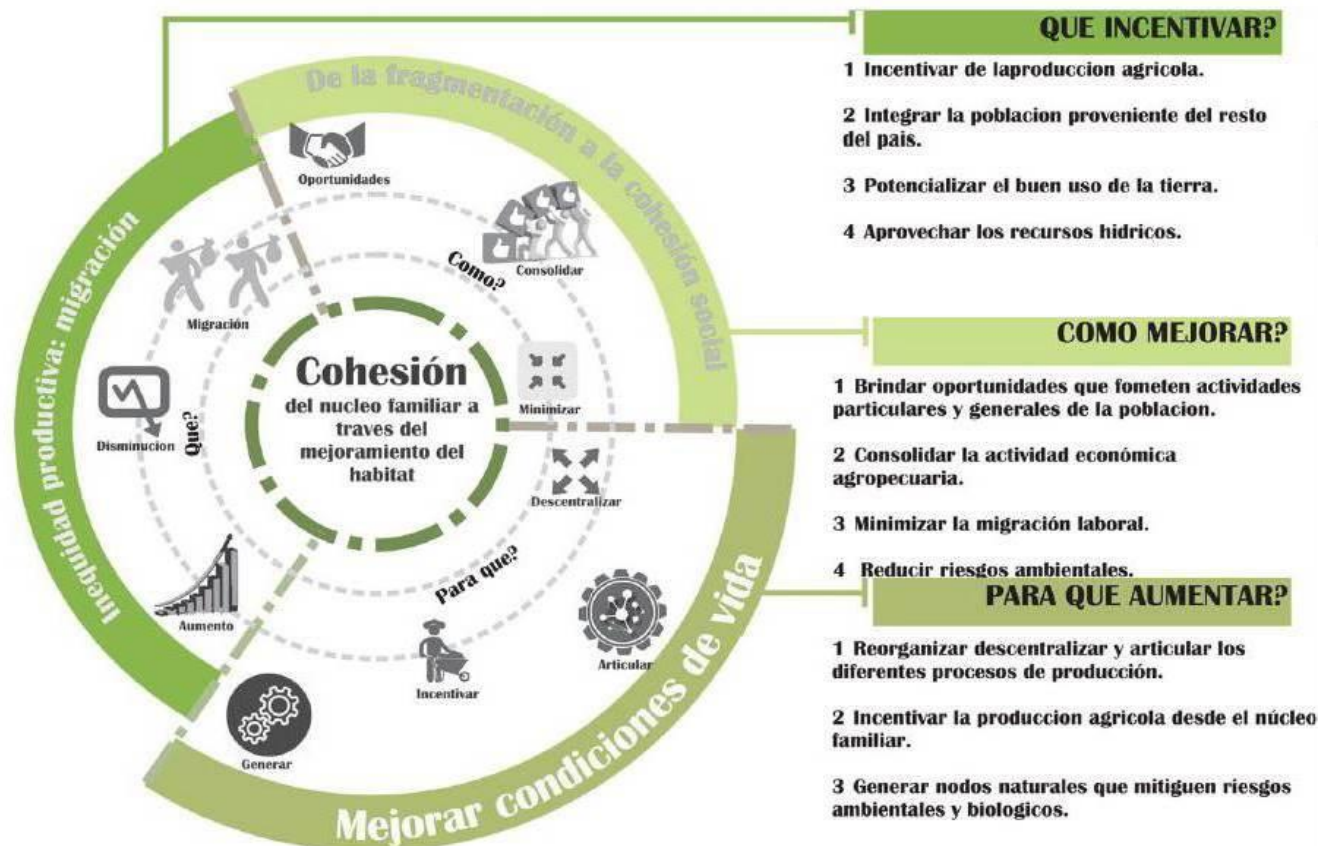 De la fragmentación a la cohesión social
Inequidad productiva: migración
Mejorar condiciones de vida
Oportunidades
Consolidar
Como?
Minimizar
Migración
Disminucion
Que?
Aumento
Cohesión
del nucleo familiar a
traves del
mejoramiento del
habitat
Descentralizar
Para que?
Articular
Incentivar
Generar
QUE INCENTIVAR?
1 Incentivar de laproduccion agricola.
2 Integrar la poblacion proveniente del resto
del pais.
3 Potencializar el buen uso de la tierra.
4 Aprovechar los recursos hidricos.
COMO MEJORAR?
1 Brindar oportunidades que fometen actividades
particulares y generales de la poblacion.
2 Consolidar la actividad económica
agropecuaria.
3 Minimizar la migración laboral.
4 Reducir riesgos ambientales.
PARA QUE AUMENTAR?
1 Reorganizar descentralizar y articular los
diferentes procesos de producción.
2 Incentivar la produccion agricola desde el núcleo
familiar.
3 Generar nodos naturales que mitiguen riesgos
ambientales y biologicos.